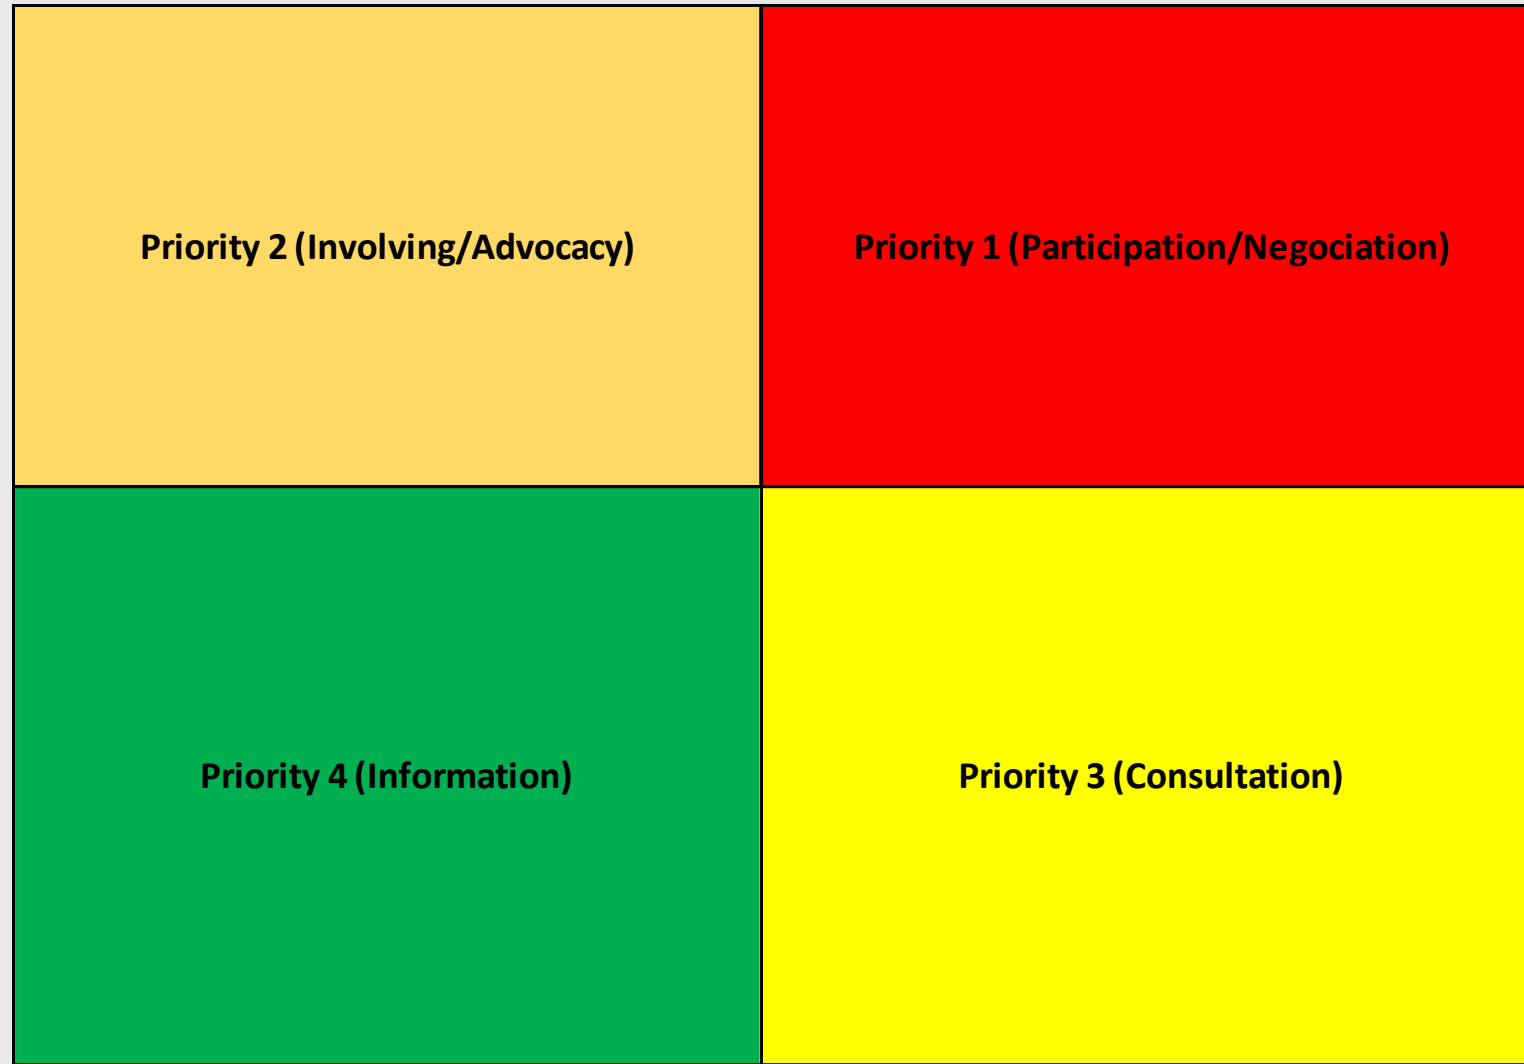 Priority 2 (Involving/Advocacy)
Priority 1 (Participation/Negociation)
Priority 4 (Information)
Priority 3 (Consultation)